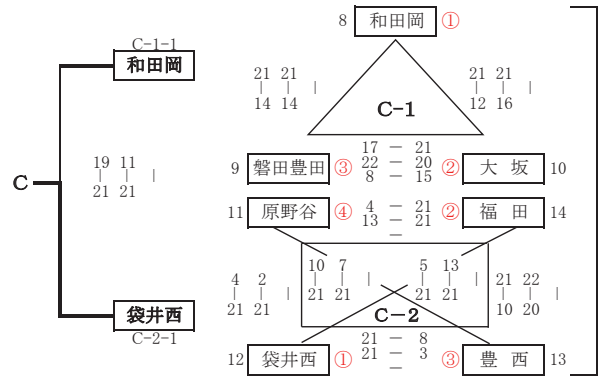 8 和田岡 ①
C-1-1
和田岡
21 21 |
| |
14 14
21 21 |
| |
12 16
C-1
17 － 21
22 － 20
8 － 15
19 11
| | |
21 21
9 磐田豊田 ③
② 大 坂 10
C
11 原野谷 ④
4 － 21
13 － 21
－
② 福 田 14
10 7
| | |
21 21
5 13
| | |
21 21
4 2
| | |
21 21
21 22
| | |
10 20
C-2
袋井西
C-2-1
21 － 8
21 － 3
－
12 袋井西 ①
③ 豊 西 13